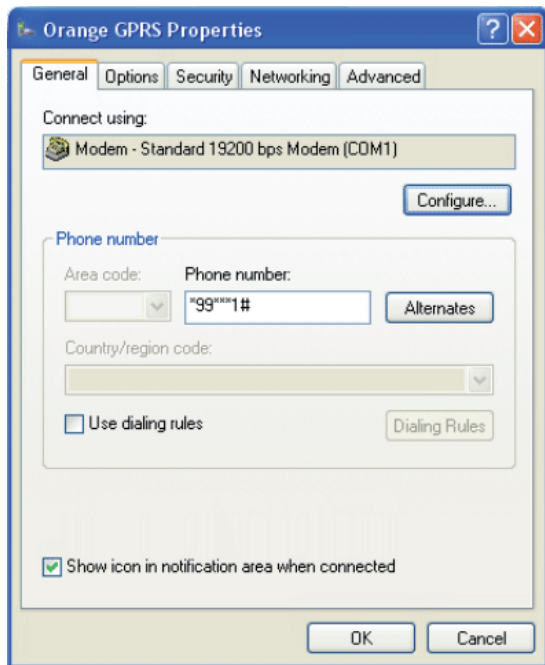 Orange GPRS Properties
General Options Security Networking Advanced
Connect using:
Modem - Standard 19200 bps Modem (COM1)
Configure...
Phone number
Area code: Phone number:
*99***1# Alternates
Country/region code:
Use dialing rules Dialing Rules
Show icon in notification area when connected
OK Cancel